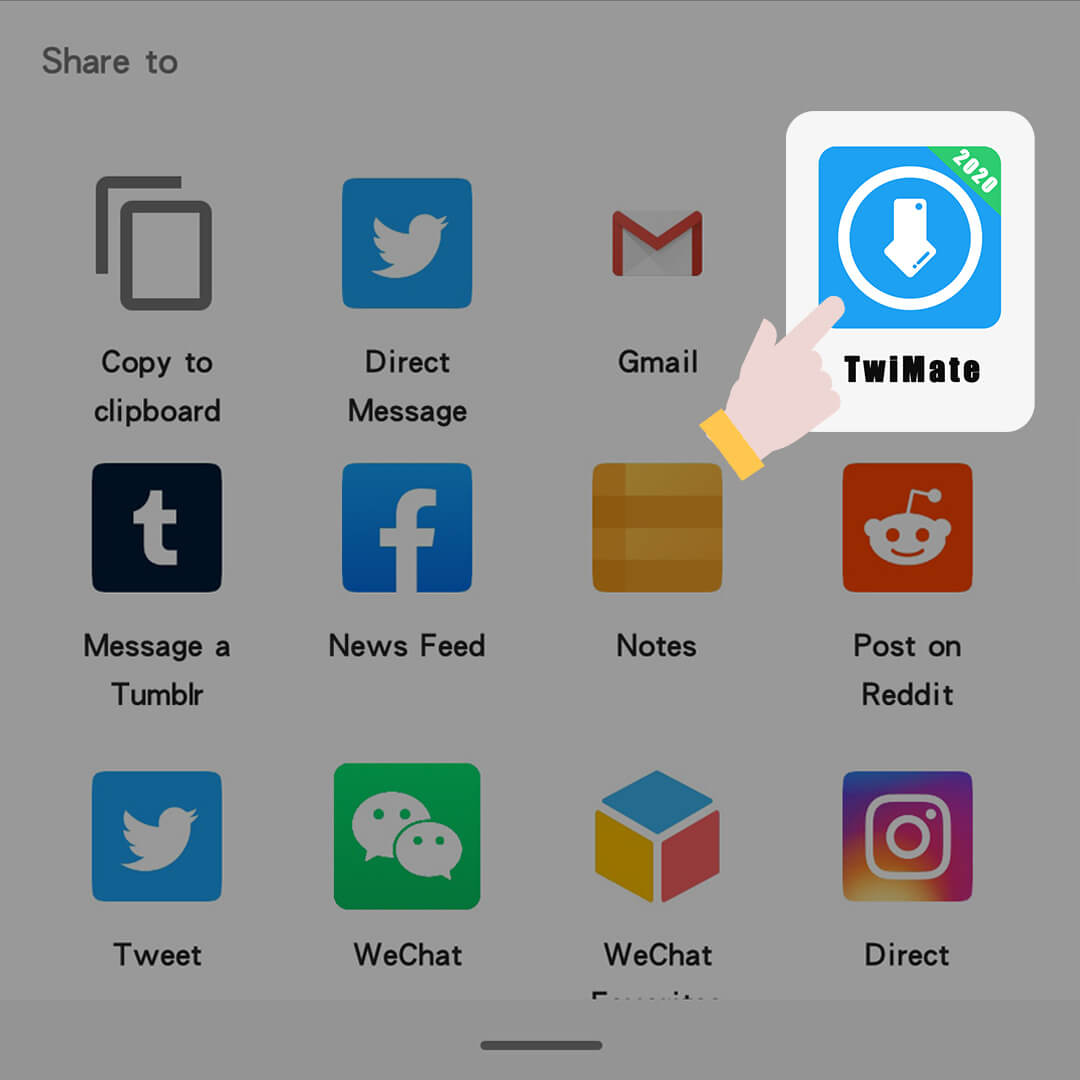 Share to
2020
Copy to
clipboard
Direct
Message
Gmail
TwiMate
Message a
Tumblr
News Feed
Notes
Post on
Reddit
Tweet
WeChat
WeChat
Direct